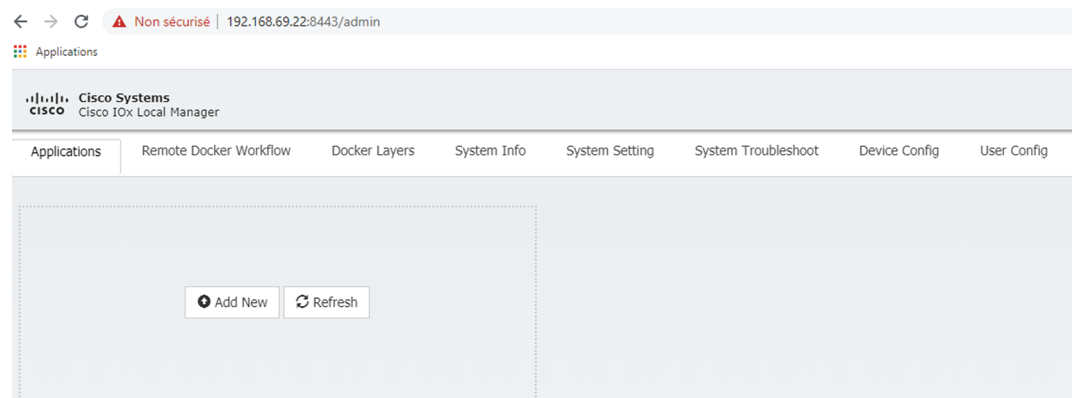 Non sécurisé | 192.168.69.22:8443/admin
Applications
Cisco Systems
CISCO Cisco IOx Local Manager
Applications Remote Docker Workflow Docker Layers System Info System Setting System Troubleshoot Device Config User Config
Add New Refresh